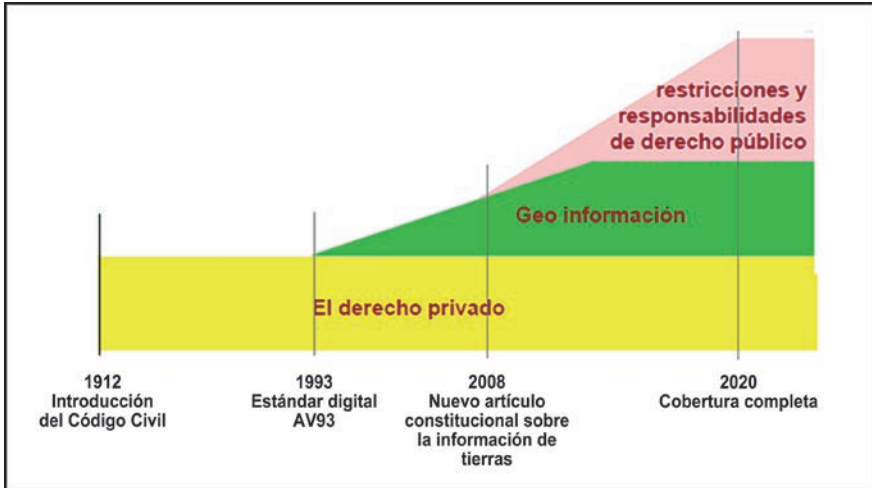 restricciones y
responsabilidades
de derecho público
Geo información
El derecho privado
1912
Introducción
del Código Civil
1993
Estándar digital
AV93
2008
Nuevo artículo
constitucional sobre
la información de
tierras
2020
Cobertura completa